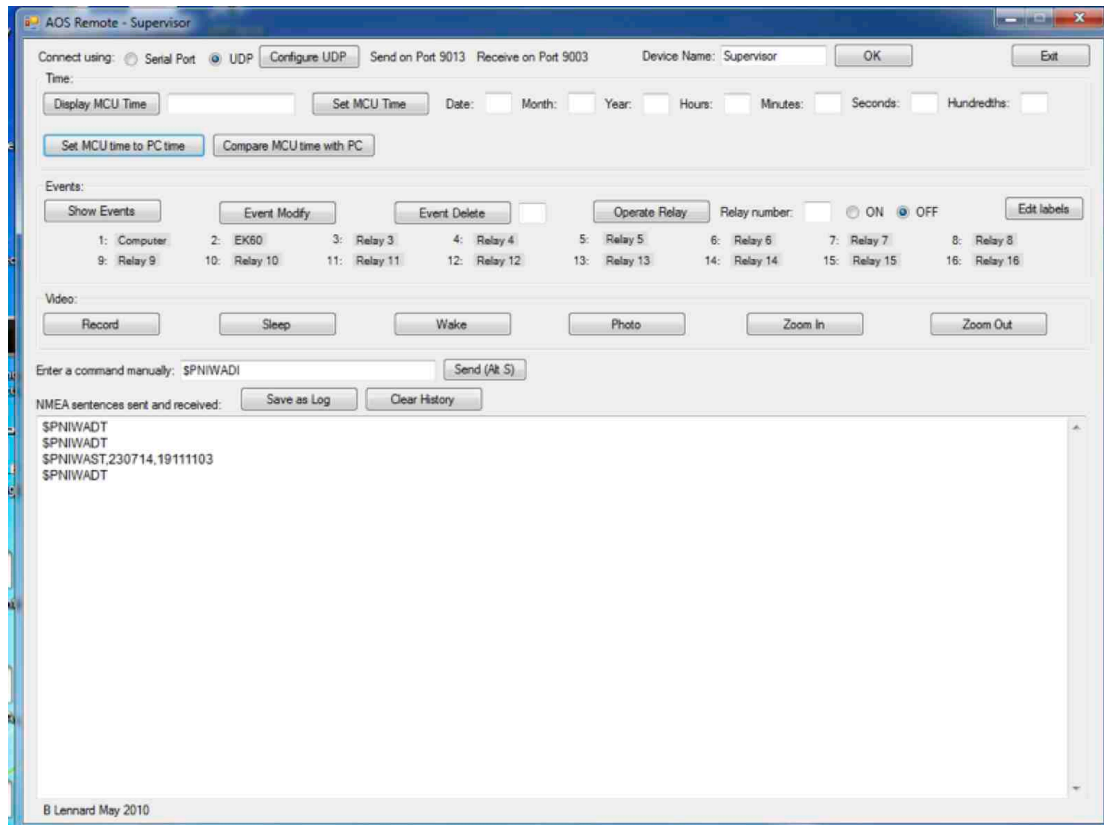 AOS Remote - Supervisor
Connect using: Serial Port UDP Configure UDP Send on Port 9013 Receive on Port 9003 Device Name: Supervisor OK Exit
Time:
Display MCU Time Set MCU Time Date: Month: Year: Hours: Minutes: Seconds: Hundredths:
Set MCU time to PC time Compare MCU time with PC
Events:
Show Events Event Modify Event Delete Operate Relay Relay number: ON OFF Edit labels
1: Computer 2: EK60 3: Relay 3 4: Relay 4 5: Relay 5 6: Relay 6 7: Relay 7 8: Relay 8
9: Relay 9 10: Relay 10 11: Relay 11 12: Relay 12 13: Relay 13 14: Relay 14 15: Relay 15 16: Relay 16
Video:
Record Sleep Wake Photo Zoom In Zoom Out
Enter a command manually: $PNIWADI Send (Alt S)
NMEA sentences sent and received: Save as Log Clear History
$PNIWADT
$PNIWADT
$PNIWAST,230714,19111103
$PNIWADT
B Lennard May 2010